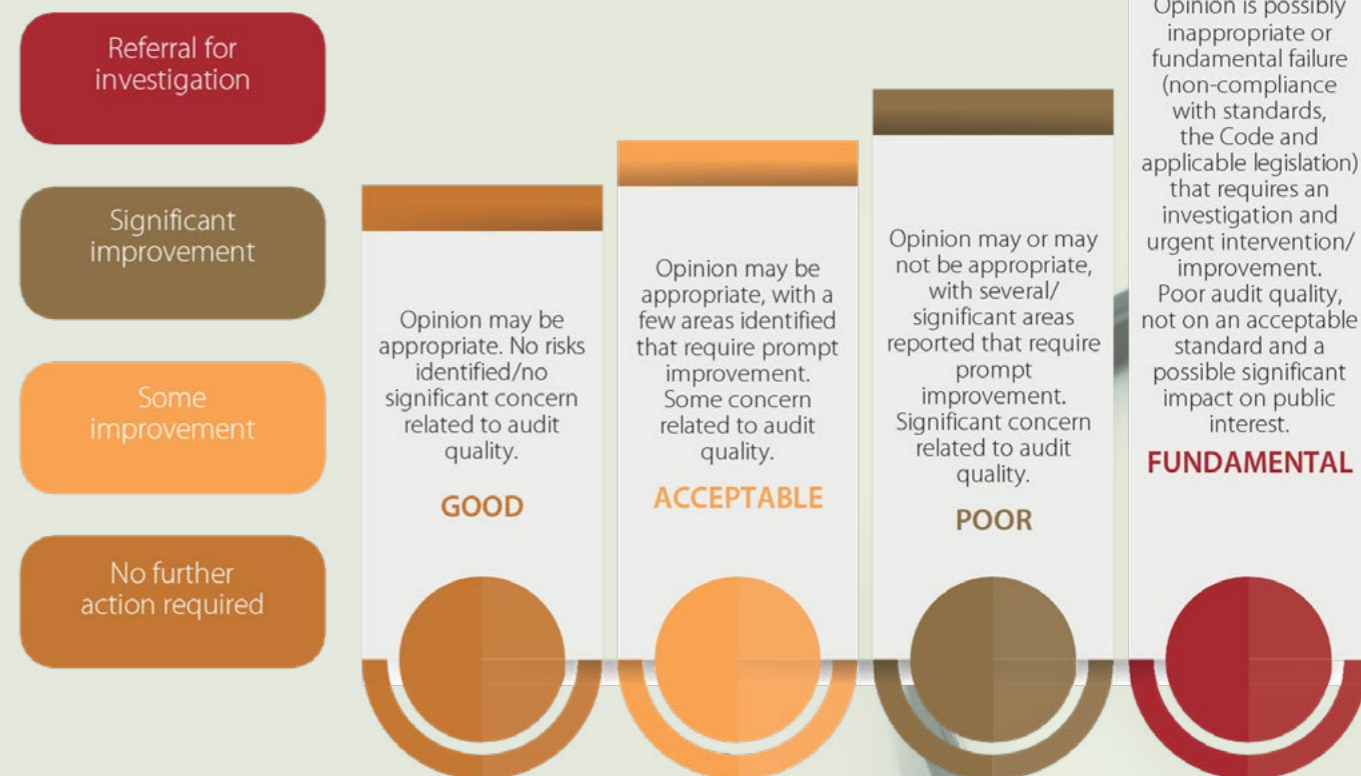 Referral for
investigation
Significant
improvement
Some
improvement
No further
action required
Opinion may be
appropriate. No risks
identified/no
significant concern
related to audit
quality.
GOOD
Opinion may be
appropriate, with a
few areas identified
that require prompt
improvement.
Some concern
related to audit
quality.
ACCEPTABLE
Opinion may or may
not be appropriate,
with several/
significant areas
reported that require
prompt
improvement.
Significant concern
related to audit
quality.
POOR
Opinion is possibly
inappropriate or
fundamental failure
(non-compliance
with standards,
the Code and
applicable legislation)
that requires an
investigation and
urgent intervention/
improvement.
Poor audit quality,
not on an acceptable
standard and a
possible significant
impact on public
interest.
FUNDAMENTAL